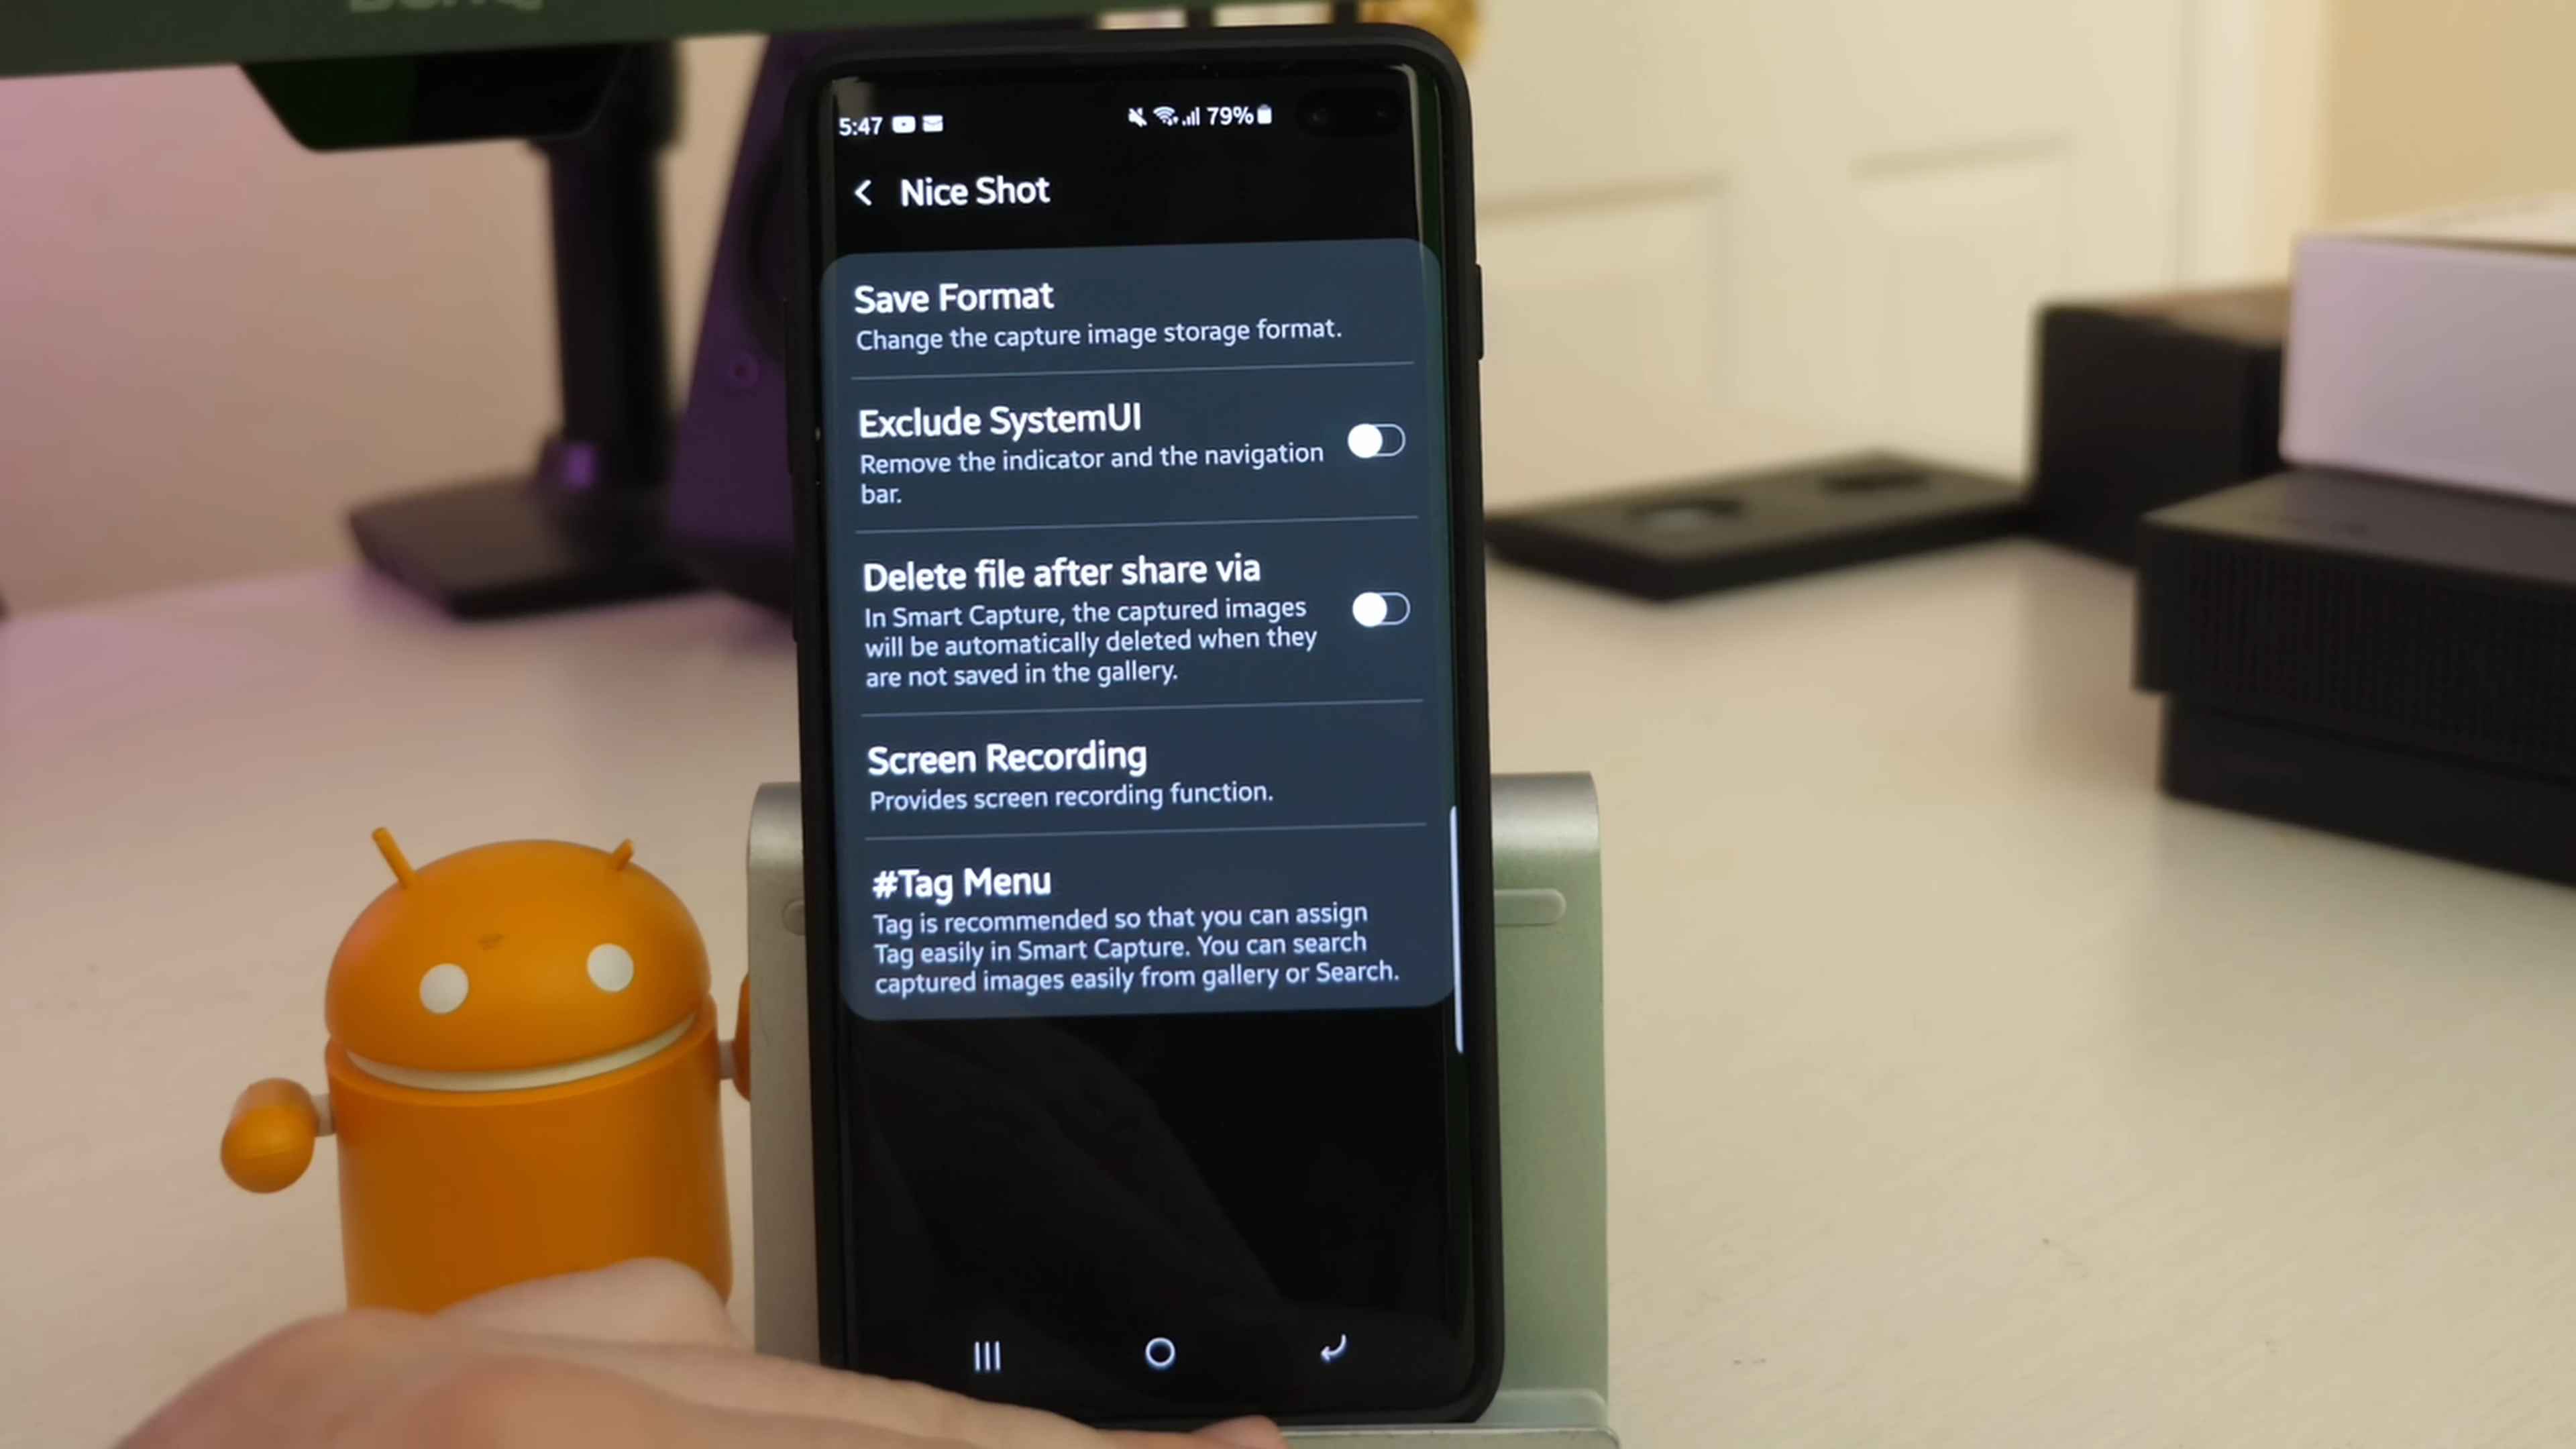 5:47 79%
Nice Shot
Save Format
Change the capture image storage format.
Exclude SystemUI
Remove the indicator and the navigation
bar.
Delete file after share via
In Smart Capture, the captured images
will be automatically deleted when they
are not saved in the gallery.
Screen Recording
Provides screen recording function.
#Tag Menu
Tag is recommended so that you can assign
Tag easily in Smart Capture. You can search
captured images easily from gallery or Search.